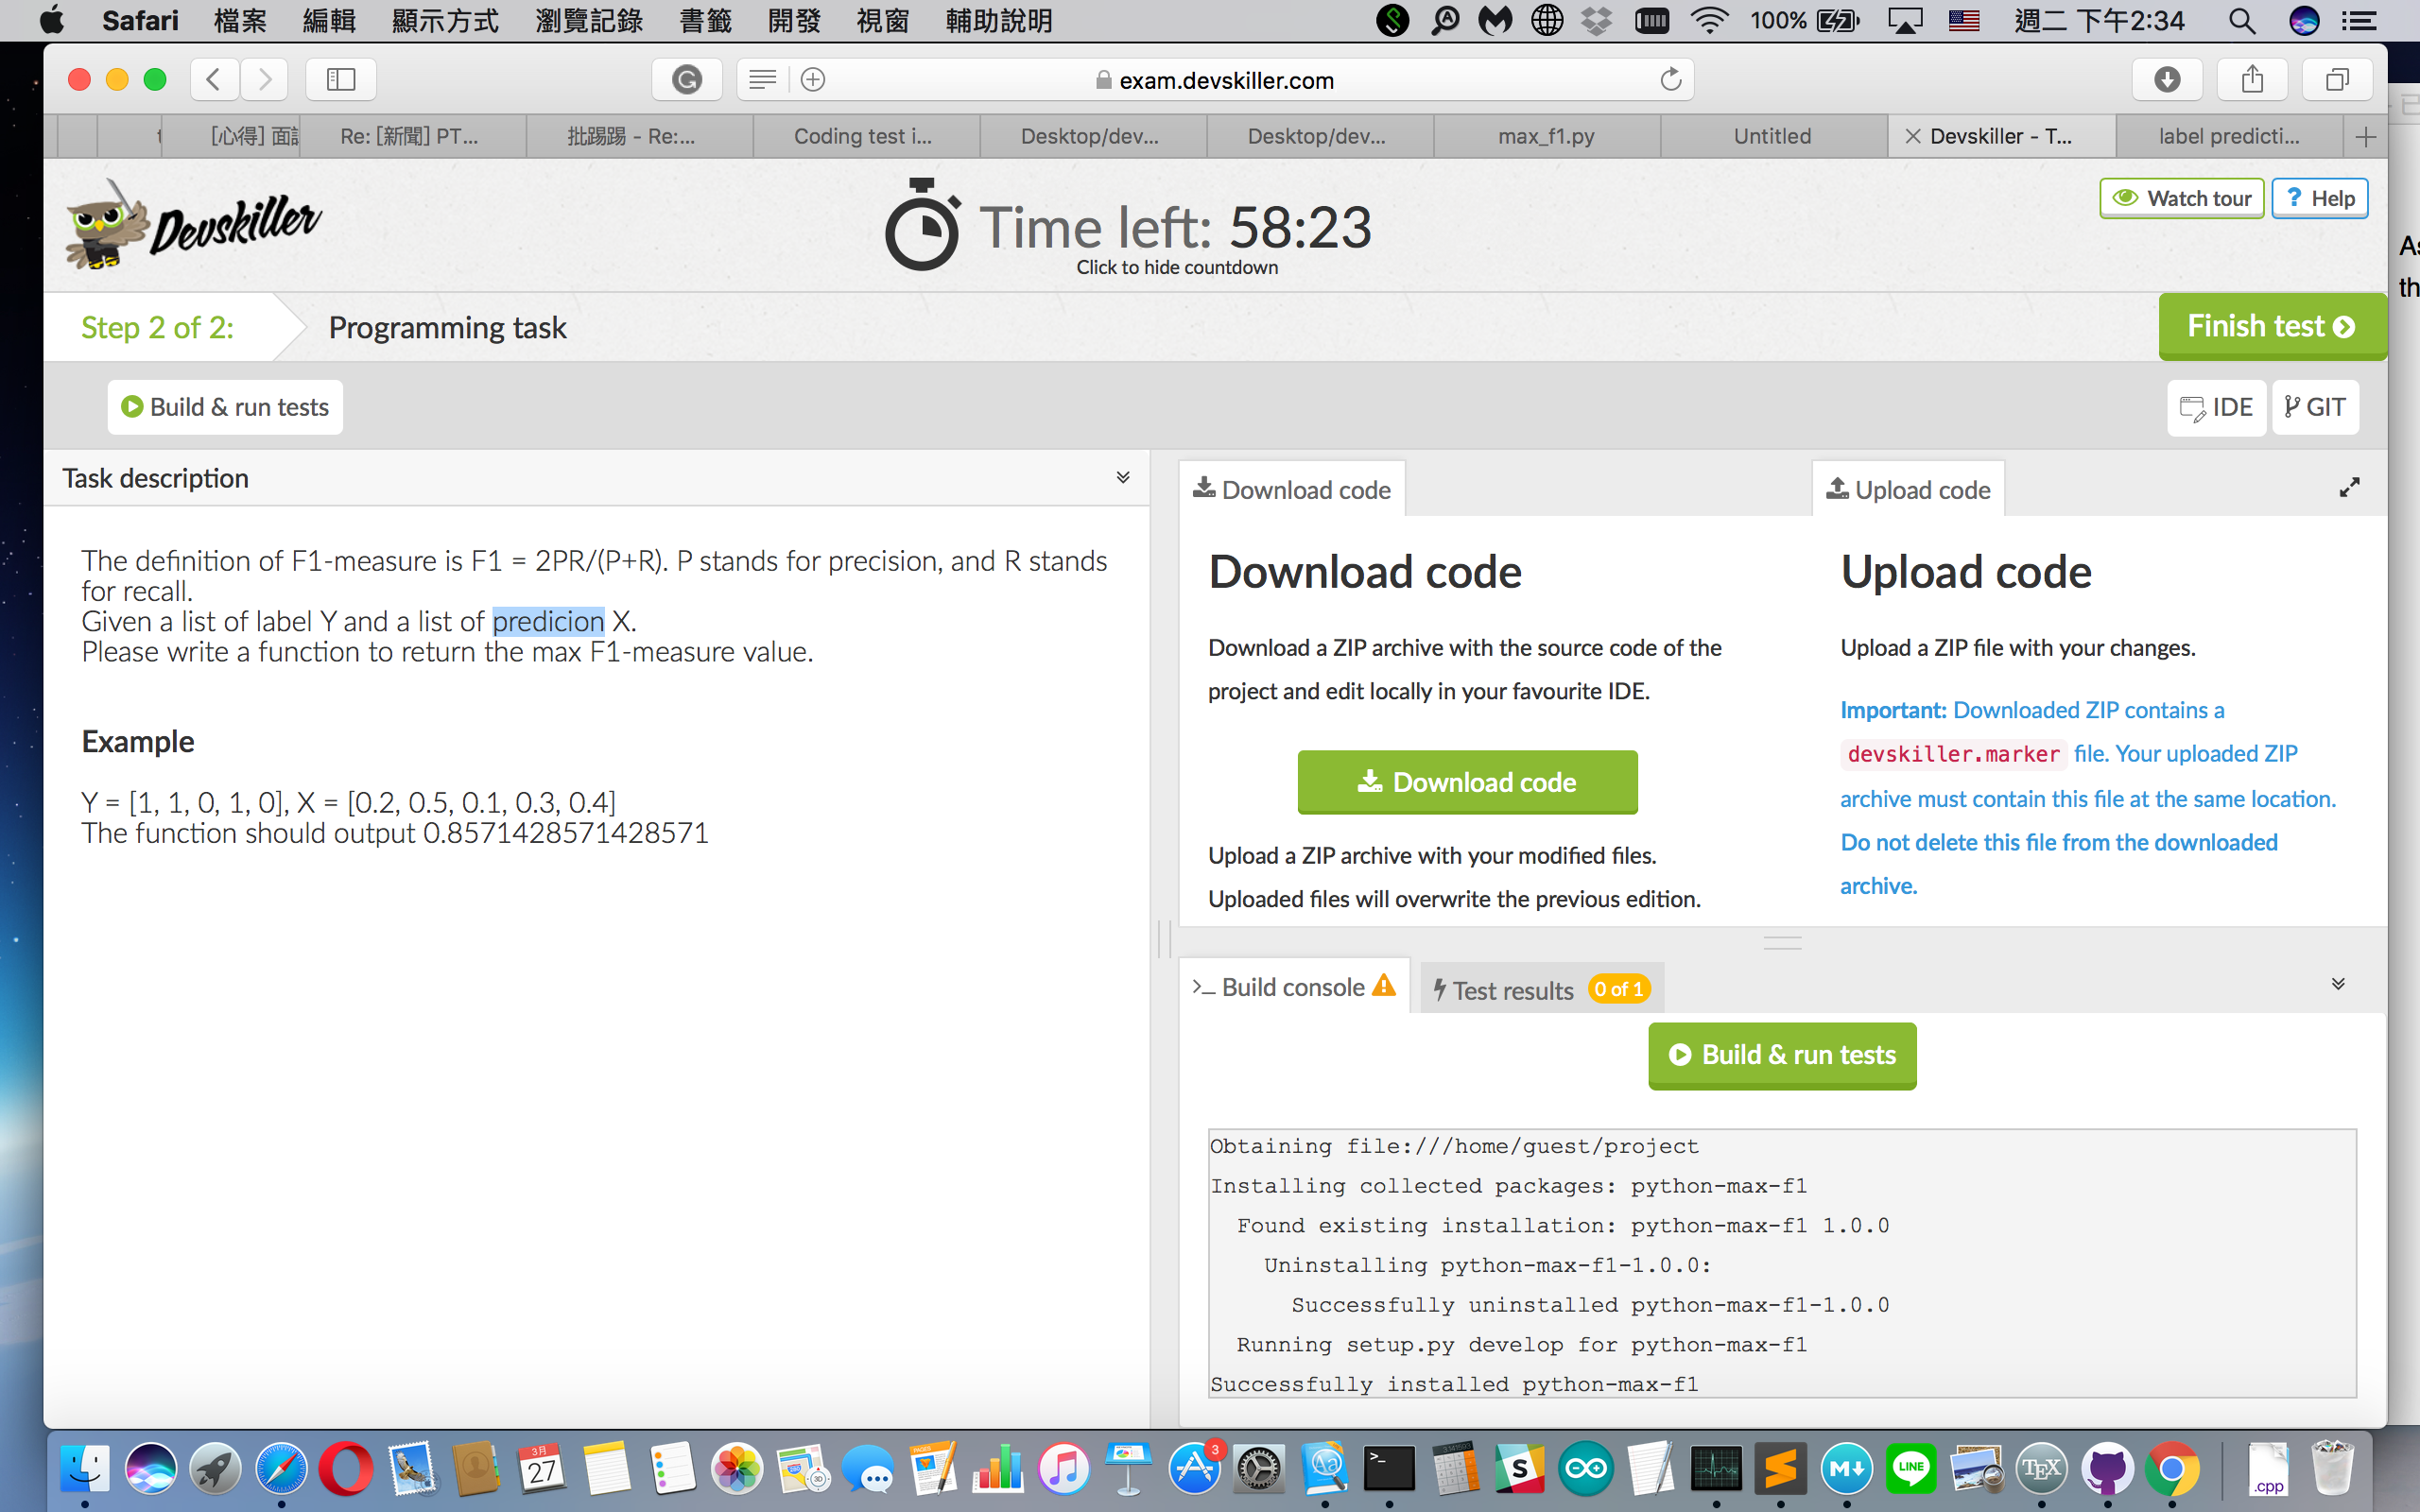 Safari 檔案 編輯 顯示方式 瀏覽記錄 書籤 開發 視窗 輔助說明 100% 週二 下午2:34
exam.devskiller.com
Re: [新聞] PT... 批踢踢 - Re:... Coding test i... Desktop/dev... Desktop/dev... max_f1.py Untitled Devskiller - T... label predicti...
Devskiller
Time left: 58:23
Click to hide countdown
Watch tour
? Help
Step 2 of 2:
Programming task
Finish test
Build & run tests
IDE
GIT
Task description
The definition of F1-measure is F1 = 2PR/(P+R). P stands for precision, and R stands
for recall.
Given a list of label Y and a list of predicion X.
Please write a function to return the max F1-measure value.
Example
Y = [1, 1, 0, 1, 0], X = [0.2, 0.5, 0.1, 0.3, 0.4]
The function should output 0.8571428571428571
Download code
Download code
Download a ZIP archive with the source code of the
project and edit locally in your favourite IDE.
Download code
Upload a ZIP archive with your modified files.
Uploaded files will overwrite the previous edition.
Upload code
Upload code
Upload a ZIP file with your changes.
Important: Downloaded ZIP contains a
devskiller.marker file. Your uploaded ZIP
archive must contain this file at the same location.
Do not delete this file from the downloaded
archive.
Build console
Test results 0 of 1
Build & run tests
Obtaining file:///home/guest/project
Installing collected packages: python-max-f1
Found existing installation: python-max-f1 1.0.0
Uninstalling python-max-f1-1.0.0:
Successfully uninstalled python-max-f1-1.0.0
Running setup.py develop for python-max-f1
Successfully installed python-max-f1
3月
27
PAGES
3
S
M
LINE
TEX
.cpp